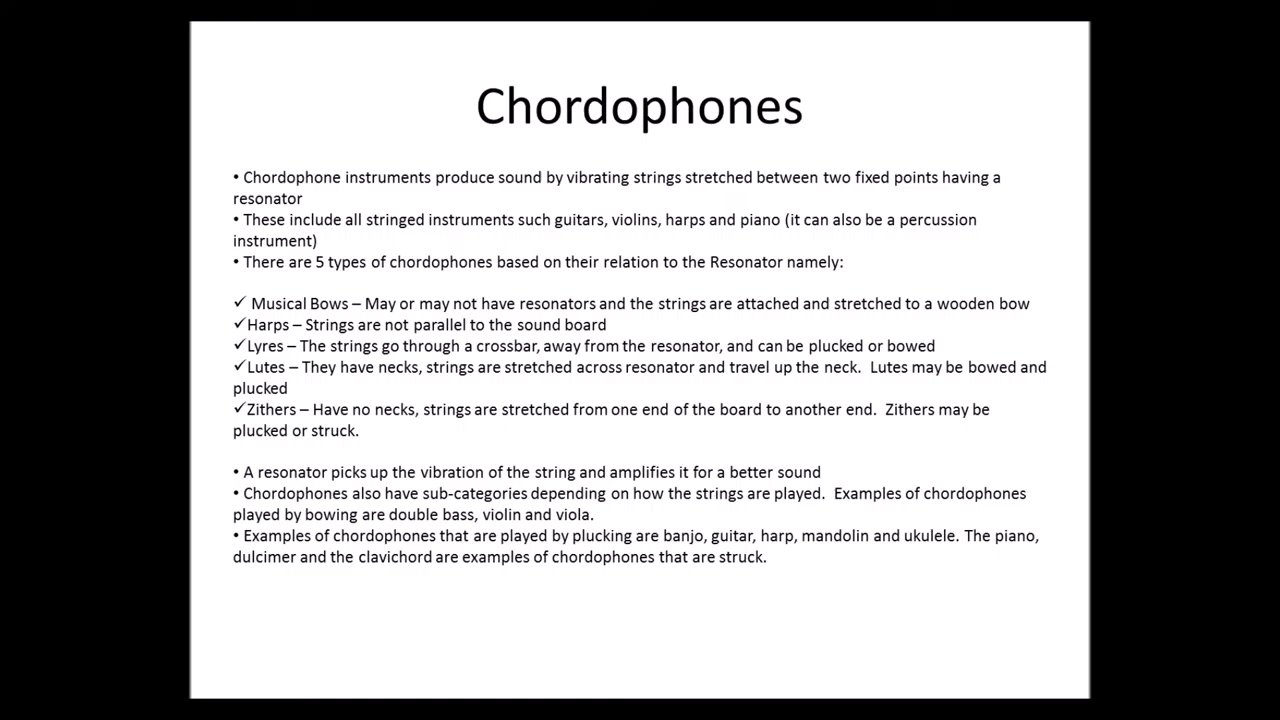 Chordophones
• Chordophone instruments produce sound by vibrating strings stretched between two fixed points having a
resonator
• These include all stringed instruments such guitars, violins, harps and piano (it can also be a percussion
instrument)
• There are 5 types of chordophones based on their relation to the Resonator namely:
✓ Musical Bows – May or may not have resonators and the strings are attached and stretched to a wooden bow
✓Harps – Strings are not parallel to the sound board
✓Lyres – The strings go through a crossbar, away from the resonator, and can be plucked or bowed
✓Lutes – They have necks, strings are stretched across resonator and travel up the neck.  Lutes may be bowed and
plucked
✓Zithers – Have no necks, strings are stretched from one end of the board to another end.  Zithers may be
plucked or struck.
• A resonator picks up the vibration of the string and amplifies it for a better sound
• Chordophones also have sub-categories depending on how the strings are played.  Examples of chordophones
played by bowing are double bass, violin and viola.
• Examples of chordophones that are played by plucking are banjo, guitar, harp, mandolin and ukulele. The piano,
dulcimer and the clavichord are examples of chordophones that are struck.